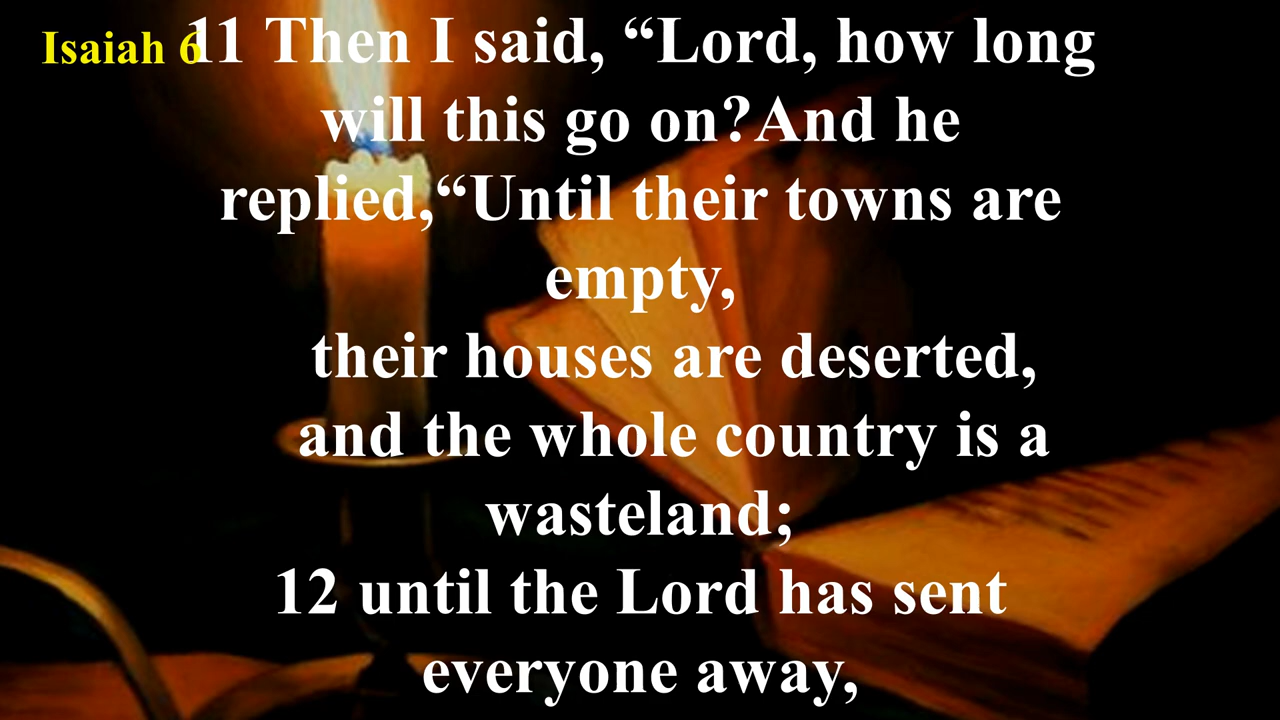 Isaiah 6
11 Then I said, “Lord, how long
will this go on?And he
replied,“Until their towns are
empty,
their houses are deserted,
and the whole country is a
wasteland;
12 until the Lord has sent
everyone away,